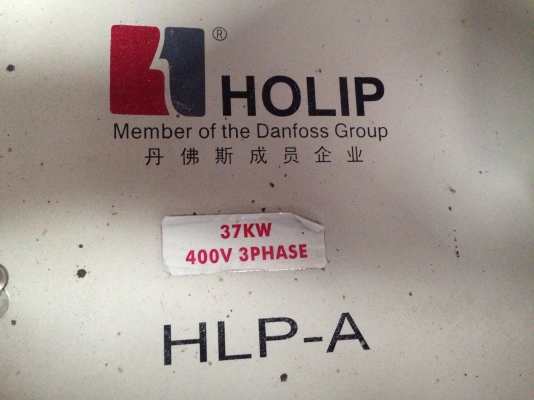 ®
HOLIP
Member of the Danfoss Group
丹佛斯成员企业
37KW
400V 3PHASE
HLP-A